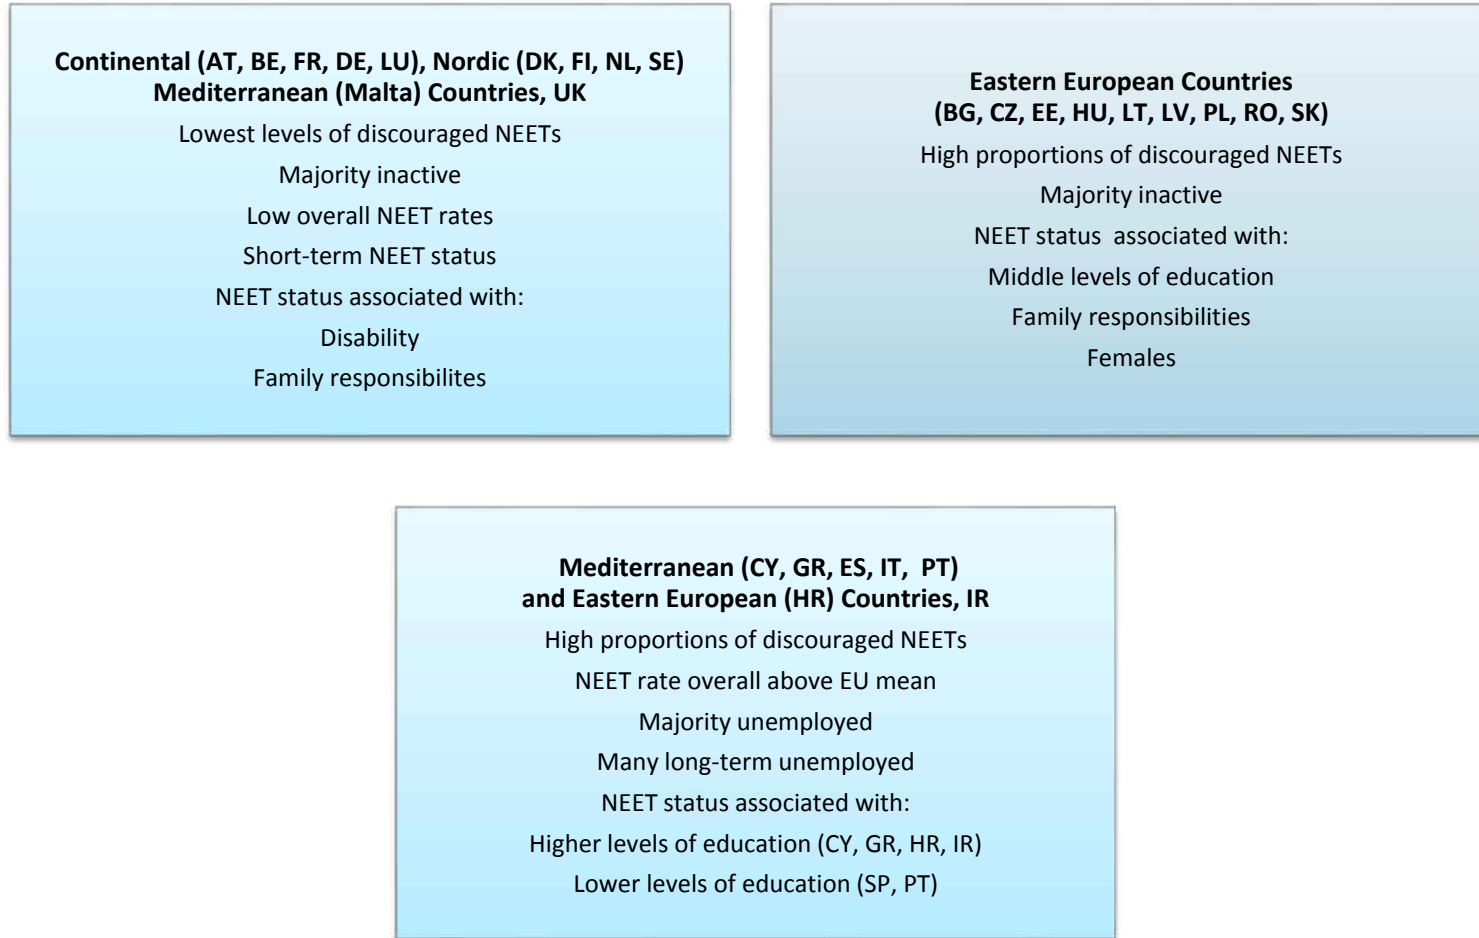 Continental (AT, BE, FR, DE, LU), Nordic (DK, FI, NL, SE)
Mediterranean (Malta) Countries, UK
Lowest levels of discouraged NEETs
Majority inactive
Low overall NEET rates
Short-term NEET status
NEET status associated with:
Disability
Family responsibilites
Eastern European Countries
(BG, CZ, EE, HU, LT, LV, PL, RO, SK)
High proportions of discouraged NEETs
Majority inactive
NEET status associated with:
Middle levels of education
Family responsibilities
Females
Mediterranean (CY, GR, ES, IT, PT)
and Eastern European (HR) Countries, IR
High proportions of discouraged NEETs
NEET rate overall above EU mean
Majority unemployed
Many long-term unemployed
NEET status associated with:
Higher levels of education (CY, GR, HR, IR)
Lower levels of education (SP, PT)